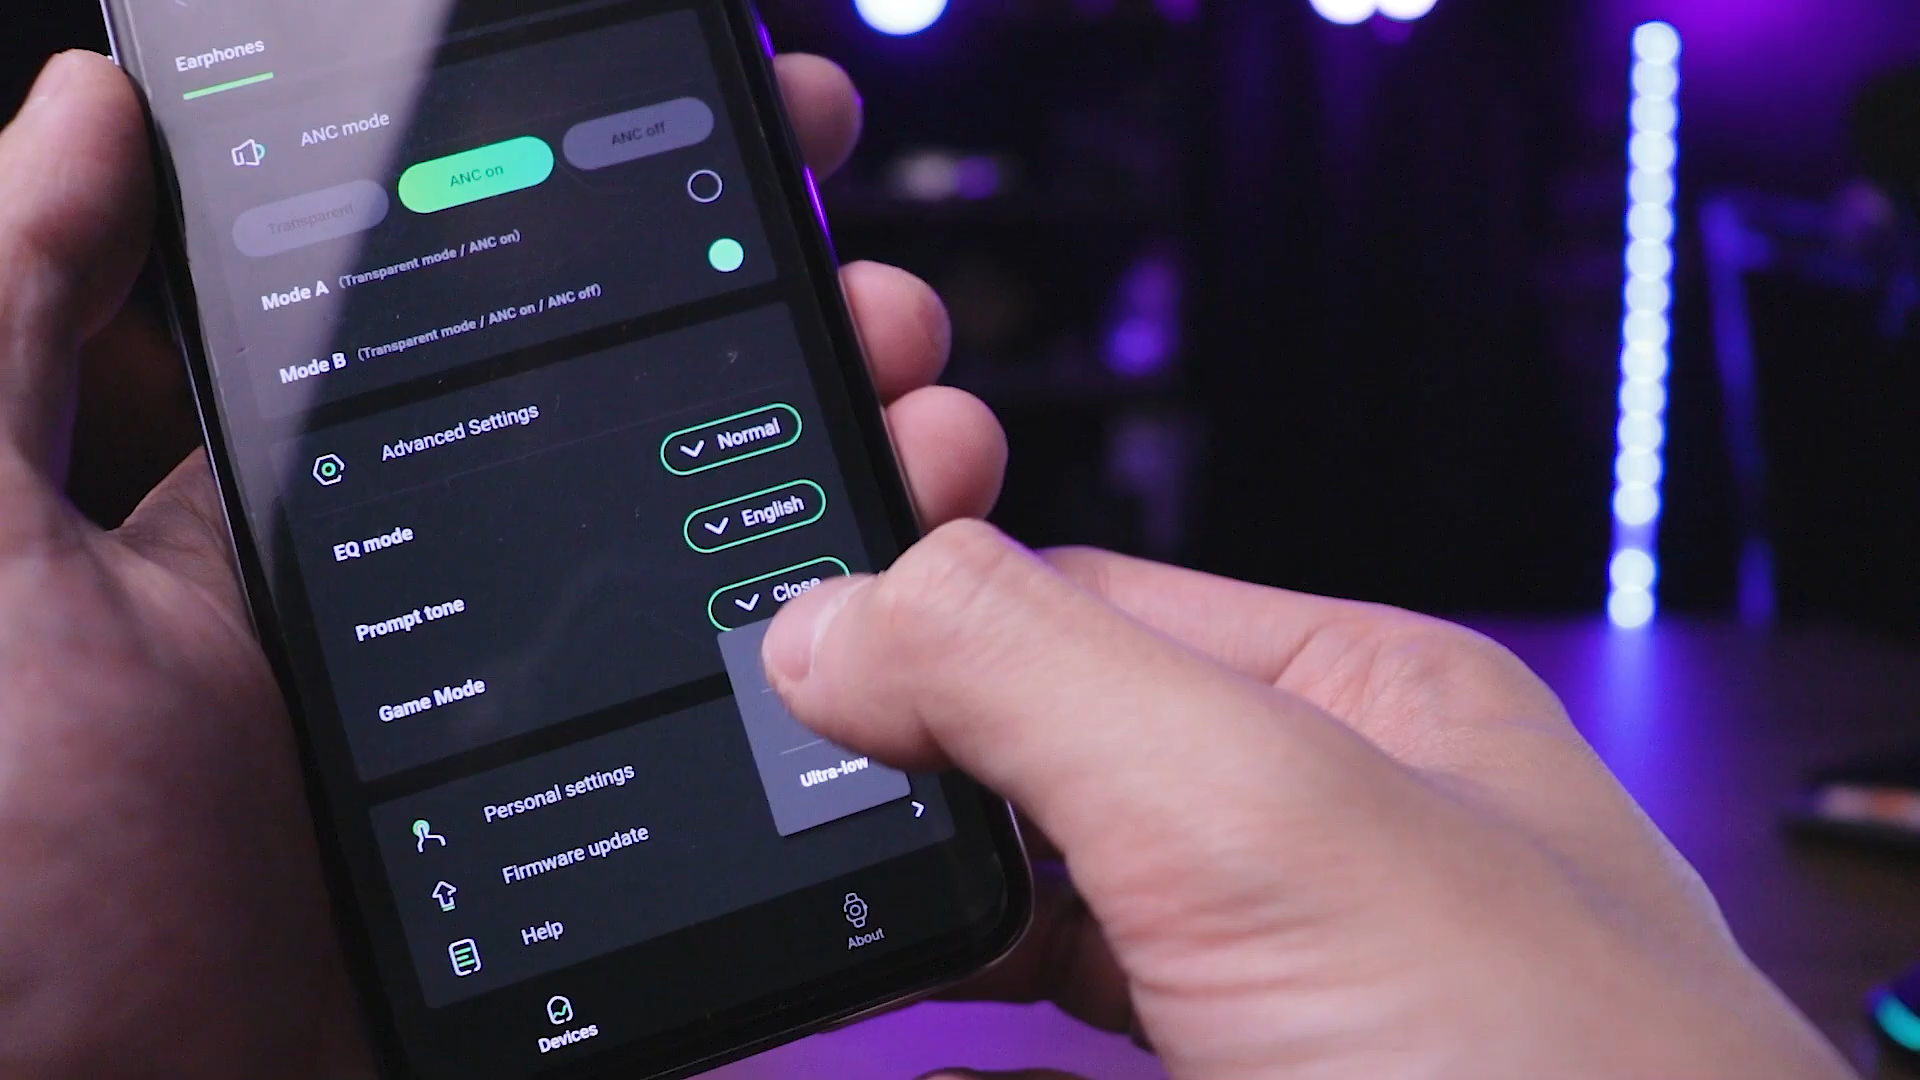 Earphones
ANC mode
Transparent
ANC on
ANC off
Mode A (Transparent mode / ANC on)
Mode B (Transparent mode / ANC on / ANC off)
Advanced Settings
EQ mode
Normal
Prompt tone
English
Game Mode
Close
Ultra-low
Personal settings
Firmware update
Help
Devices
About